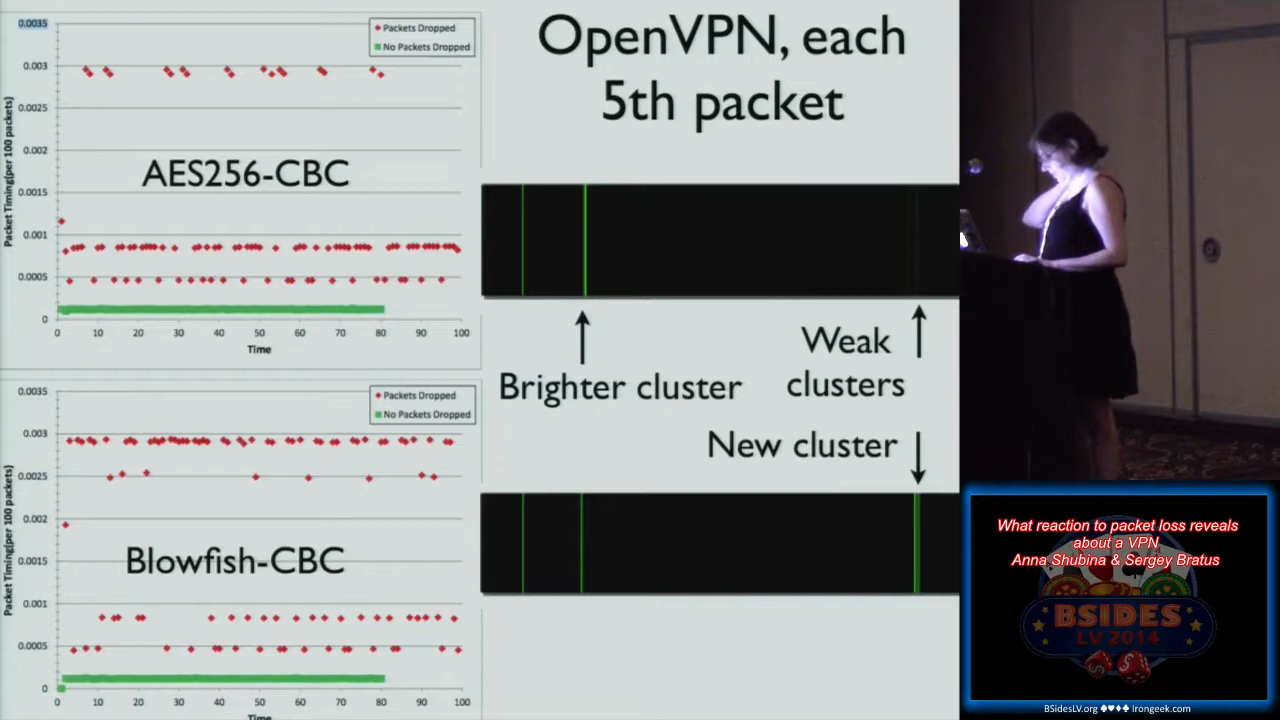 0.0035
Packets Dropped
No Packets Dropped
0.003
0.0025
0.002
0.0015
0.001
0.0005
0
Packet Timing(per 100 packets)
AES256-CBC
0 10 20 30 40 50 60 70 80 90 100
Time
OpenVPN, each
5th packet
Brighter cluster
Weak
clusters
New cluster
0.0035
Packets Dropped
No Packets Dropped
0.003
0.0025
0.002
0.0015
0.001
0.0005
0
Packet Timing(per 100 packets)
Blowfish-CBC
0 10 20 30 40 50 60 70 80 90 100
Time
What reaction to packet loss reveals
about a VPN
Anna Shubina & Sergey Bratus
BSIDES
LV 2014
BSidesLV.org ♠♥♦♣ Irongeek.com